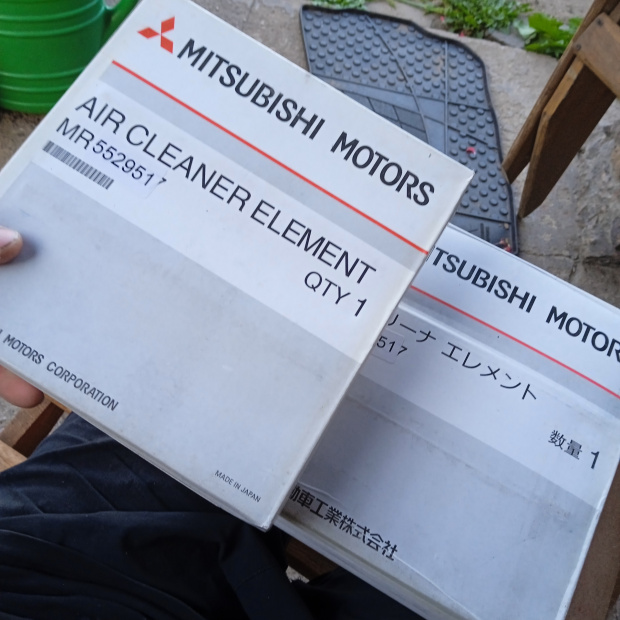 MITSUBISHI MOTORS
AIR CLEANER ELEMENT
MR5529517
QTY 1
MOTORS CORPORATION
MADE IN JAPAN
TSUBISHI MOTOR
リーナ エレメント
517
数量 1
動車工業株式会社